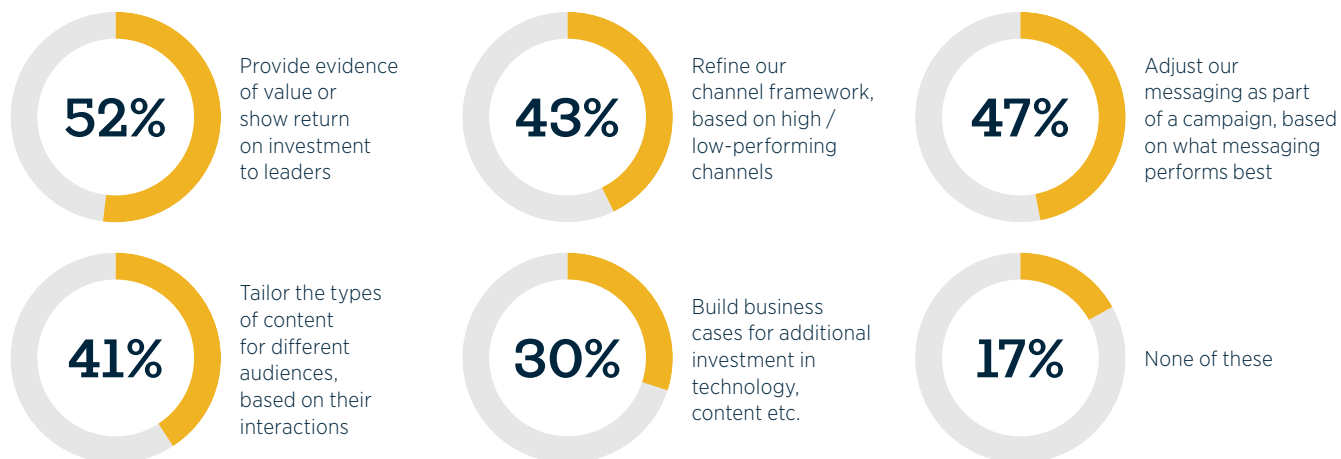 52%
Provide evidence
of value or
show return
on investment
to leaders
43%
Refine our
channel framework,
based on high /
low-performing
channels
47%
Adjust our
messaging as part
of a campaign, based
on what messaging
performs best
41%
Tailor the types
of content
for different
audiences,
based on their
interactions
30%
Build business
cases for additional
investment in
technology,
content etc.
17%
None of these